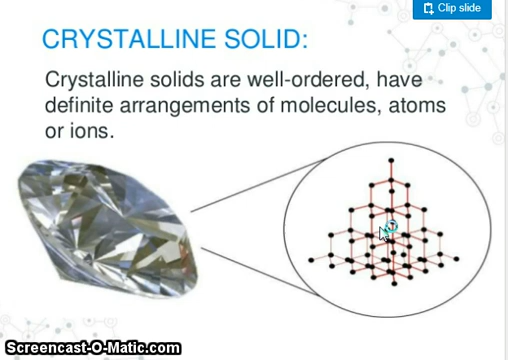 Clip slide
CRYSTALLINE SOLID:
Crystalline solids are well-ordered, have
definite arrangements of molecules, atoms
or ions.
Screencast-O-Matic.com